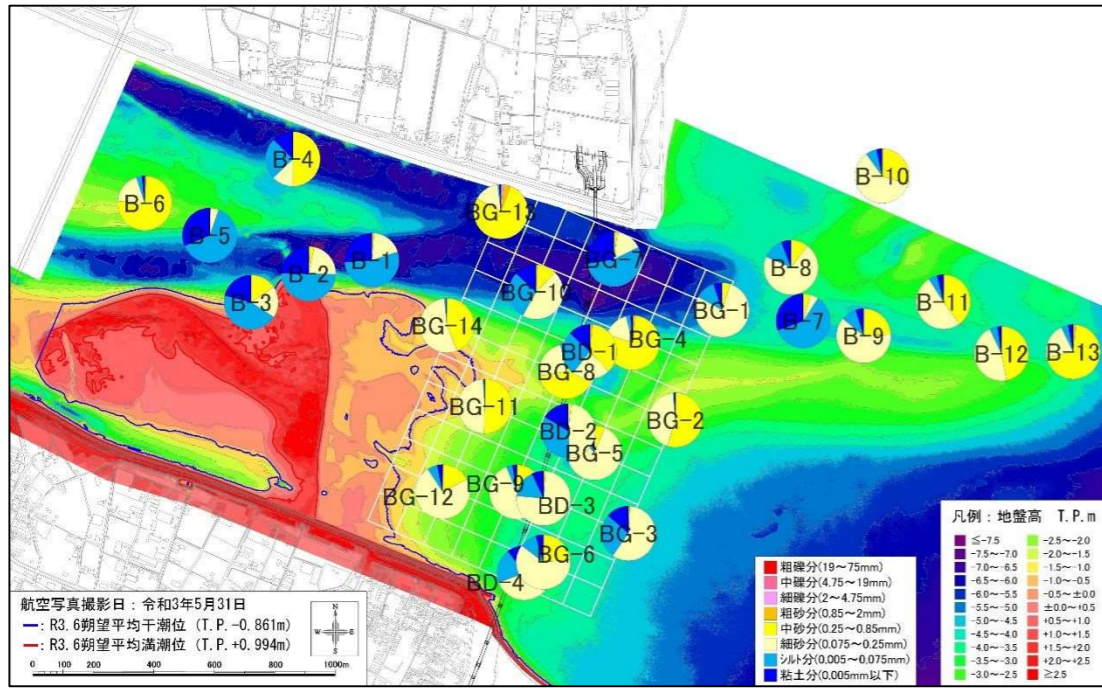 B-4
B-10
B-6
BG-13
B-5
B-1
BG-7
B-8
B-2
B-3
BG-10
B-11
BG-1
B-7
BG-14
BG-4
B-9
BD-1
B-12
B-13
BG-8
BG-11
BG-2
BD-2
BG-5
BG-9
BG-12
BD-3
BG-3
BG-6
BD-4
航空写真撮影日：令和3年5月31日
―: R3.6朔望平均干潮位 (T.P.-0.861m)
―: R3.6朔望平均満潮位 (T.P.+0.994m)
N
W E
S
0 200 400 600 800 1000m
粗礫分(19～75mm)
中礫分(4.75～19mm)
細礫分(2～4.75mm)
粗砂分(0.85～2mm)
中砂分(0.25～0.85mm)
細砂分(0.075～0.25mm)
シルト分(0.005～0.075mm)
粘土分(0.005mm以下)
凡例：地盤高 T.P.m
≦-7.5 -2.5～-2.0
-7.5～-7.0 -2.0～-1.5
-7.0～-6.5 -1.5～-1.0
-6.5～-6.0 -1.0～-0.5
-6.0～-5.5 -0.5～±0.0
-5.5～-5.0 ±0.0～+0.5
-5.0～-4.5 +0.5～+1.0
-4.5～-4.0 +1.0～+1.5
-4.0～-3.5 +1.5～+2.0
-3.5～-3.0 +2.0～+2.5
-3.0～-2.5 ≧2.5